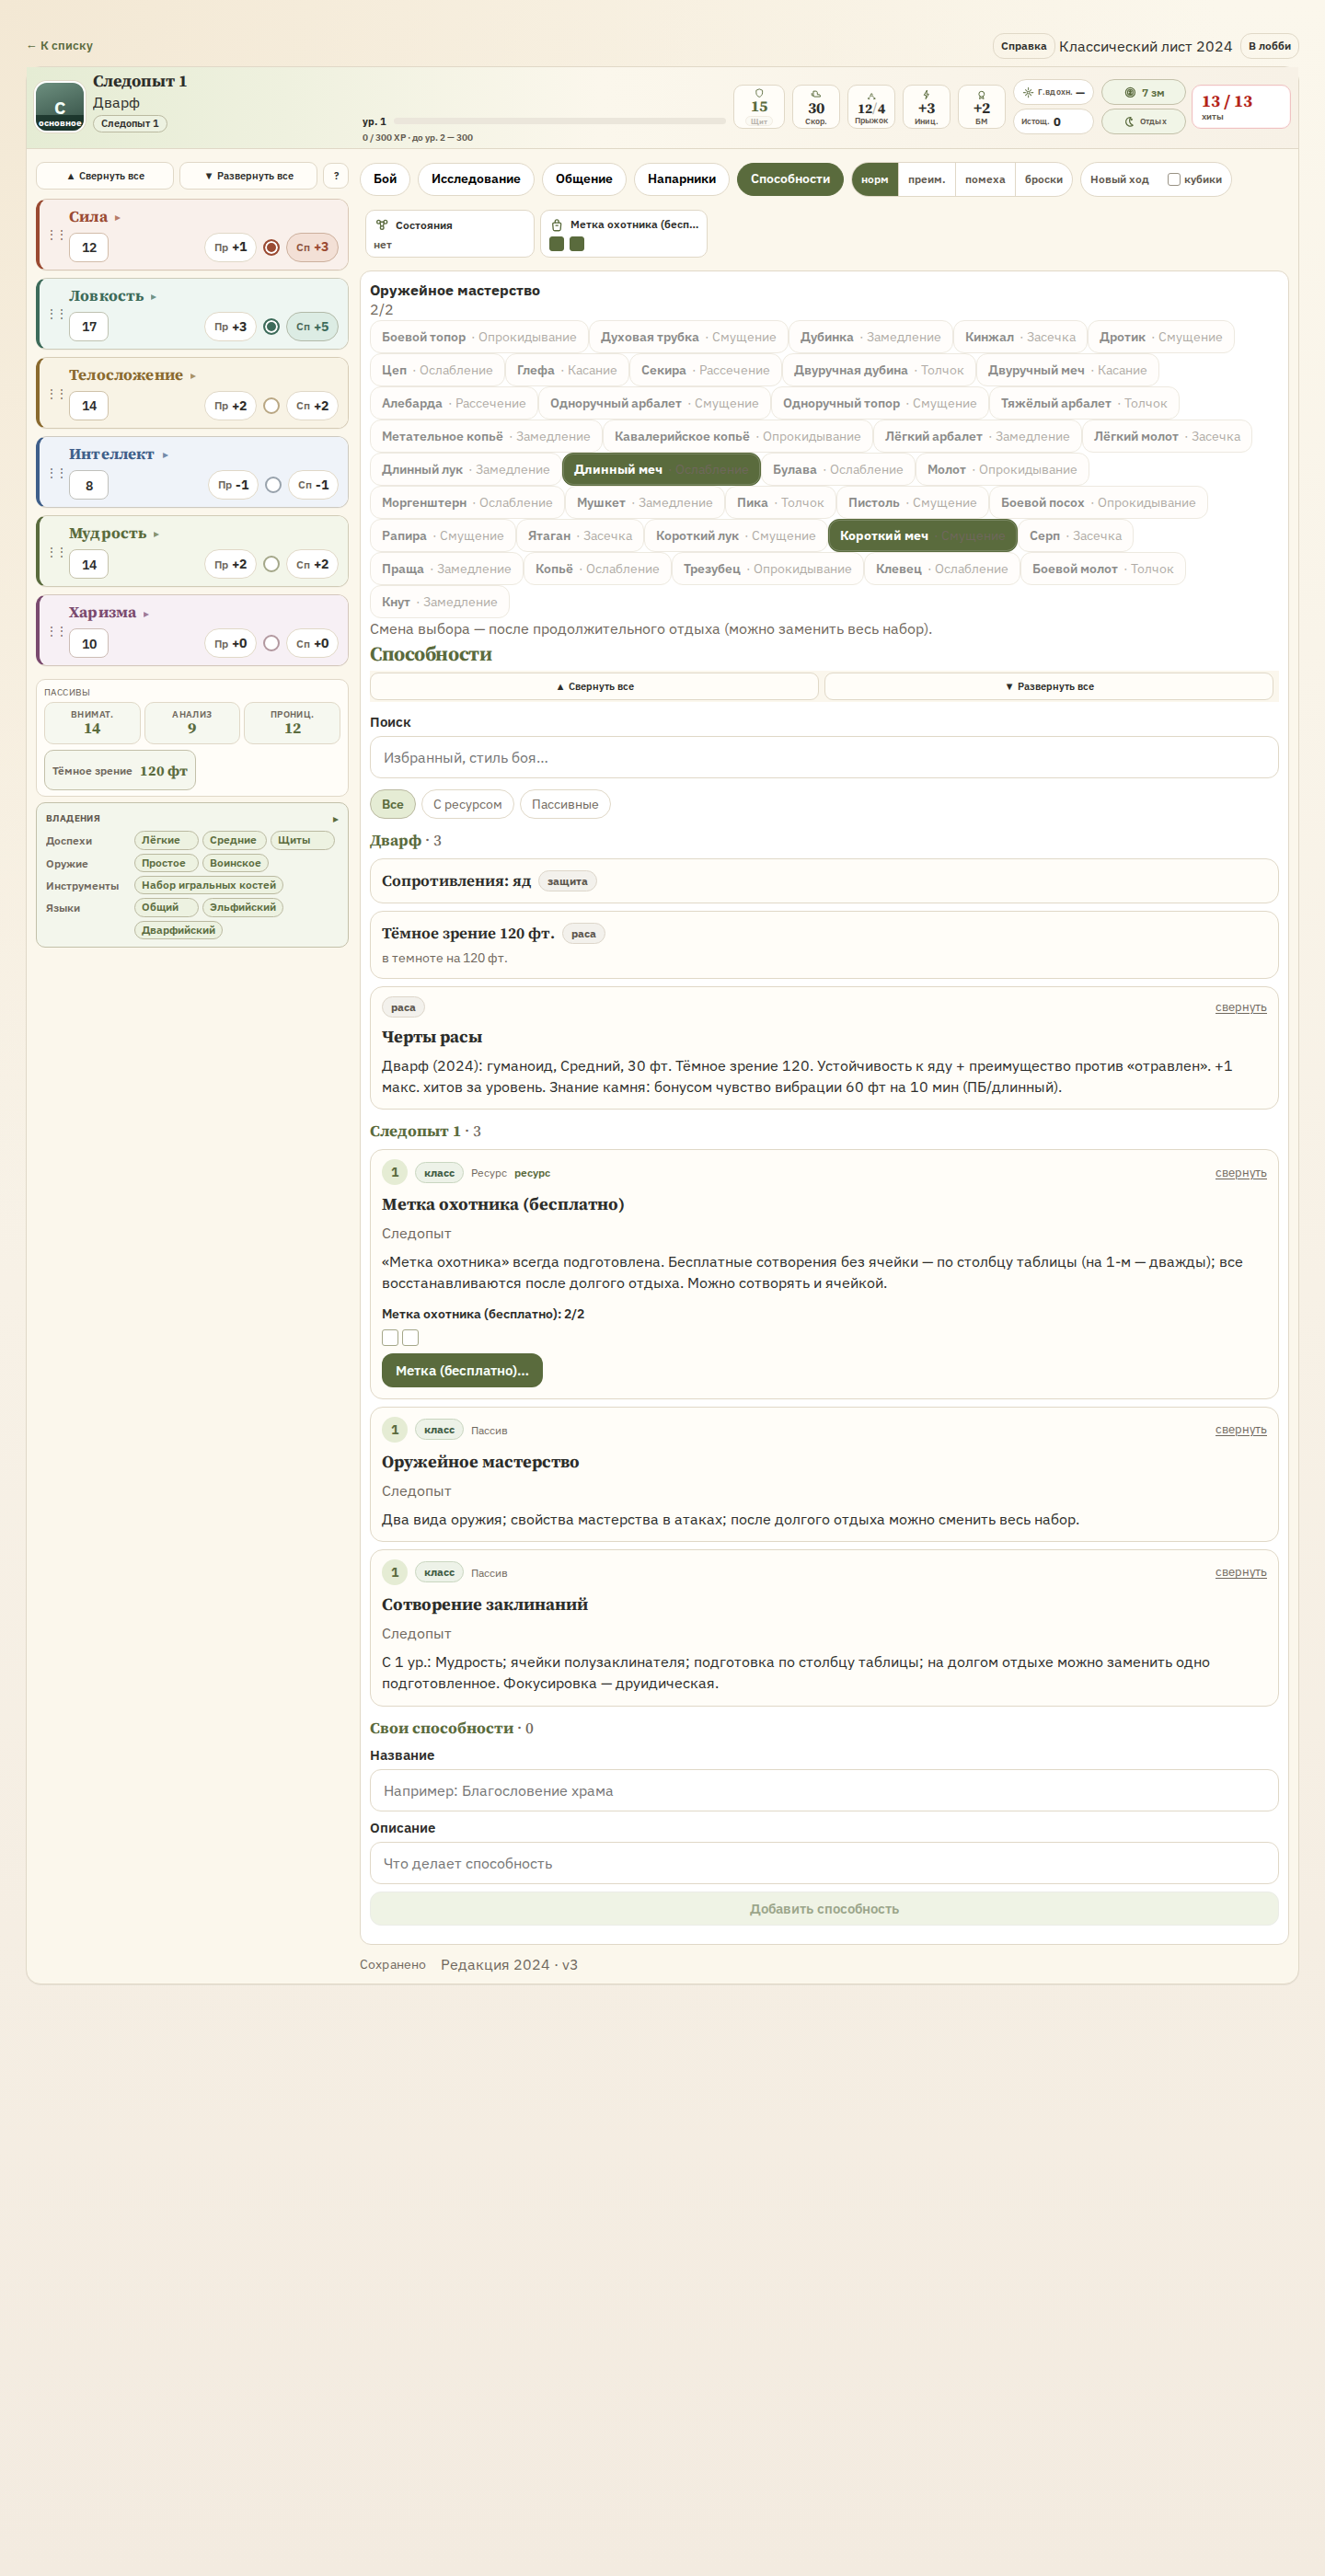 ← К списку
Справка Классический лист 2024 В лобби
С
основное
Следопыт 1
Дварф
Следопыт 1
ур. 1
0 / 300 XP · до ур. 2 — 300
15
Щит
30
Скор.
12/4
Прыжок
+3
Иниц.
+2
БМ
Г.вдохн. —
Истощ. 0
7 зм
Отдых
13 / 13
хиты
▲ Свернуть все ▼ Развернуть все ?
Сила ▸
12 Пр +1 Сп +3
Ловкость ▸
17 Пр +3 Сп +5
Телосложение ▸
14 Пр +2 Сп +2
Интеллект ▸
8 Пр -1 Сп -1
Мудрость ▸
14 Пр +2 Сп +2
Харизма ▸
10 Пр +0 Сп +0
ПАССИВЫ
ВНИМАТ. АНАЛИЗ ПРОНИЦ.
14 9 12
Тёмное зрение 120 фт
ВЛАДЕНИЯ ▸
Доспехи Лёгкие Средние Щиты
Оружие Простое Воинское
Инструменты Набор игральных костей
Языки Общий Эльфийский
Дварфийский
Бой Исследование Общение Напарники Способности норм преим. помеха броски Новый ход кубики
Состояния
нет
Метка охотника (бесп...
Оружейное мастерство
2/2
Боевой топор · Опрокидывание Духовая трубка · Смущение Дубинка · Замедление Кинжал · Засечка Дротик · Смущение
Цеп · Ослабление Глефа · Касание Секира · Рассечение Двуручная дубина · Толчок Двуручный меч · Касание
Алебарда · Рассечение Одноручный арбалет · Смущение Одноручный топор · Смущение Тяжёлый арбалет · Толчок
Метательное копьё · Замедление Кавалерийское копьё · Опрокидывание Лёгкий арбалет · Замедление Лёгкий молот · Засечка
Длинный лук · Замедление Длинный меч · Ослабление Булава · Ослабление Молот · Опрокидывание
Моргенштерн · Ослабление Мушкет · Замедление Пика · Толчок Пистоль · Смущение Боевой посох · Опрокидывание
Рапира · Смущение Ятаган · Засечка Короткий лук · Смущение Короткий меч · Смущение Серп · Засечка
Праща · Замедление Копьё · Ослабление Трезубец · Опрокидывание Клевец · Ослабление Боевой молот · Толчок
Кнут · Замедление
Смена выбора — после продолжительного отдыха (можно заменить весь набор).
Способности
▲ Свернуть все ▼ Развернуть все
Поиск
Избранный, стиль боя...
Все С ресурсом Пассивные
Дварф · 3
Сопротивления: яд защита
Тёмное зрение 120 фт. раса
в темноте на 120 фт.
раса свернуть
Черты расы
Дварф (2024): гуманоид, Средний, 30 фт. Тёмное зрение 120. Устойчивость к яду + преимущество против «отравлен». +1
макс. хитов за уровень. Знание камня: бонусом чувство вибрации 60 фт на 10 мин (ПБ/длинный).
Следопыт 1 · 3
1 класс Ресурс ресурс свернуть
Метка охотника (бесплатно)
Следопыт
«Метка охотника» всегда подготовлена. Бесплатные сотворения без ячейки — по столбцу таблицы (на 1-м — дважды); все
восстанавливаются после долгого отдыха. Можно сотворять и ячейкой.
Метка охотника (бесплатно): 2/2
Метка (бесплатно)...
1 класс Пассив свернуть
Оружейное мастерство
Следопыт
Два вида оружия; свойства мастерства в атаках; после долгого отдыха можно сменить весь набор.
1 класс Пассив свернуть
Сотворение заклинаний
Следопыт
С 1 ур.: Мудрость; ячейки полузаклинателя; подготовка по столбцу таблицы; на долгом отдыхе можно заменить одно
подготовленное. Фокусировка — друидическая.
Свои способности · 0
Название
Например: Благословение храма
Описание
Что делает способность
Добавить способность
Сохранено Редакция 2024 · v3